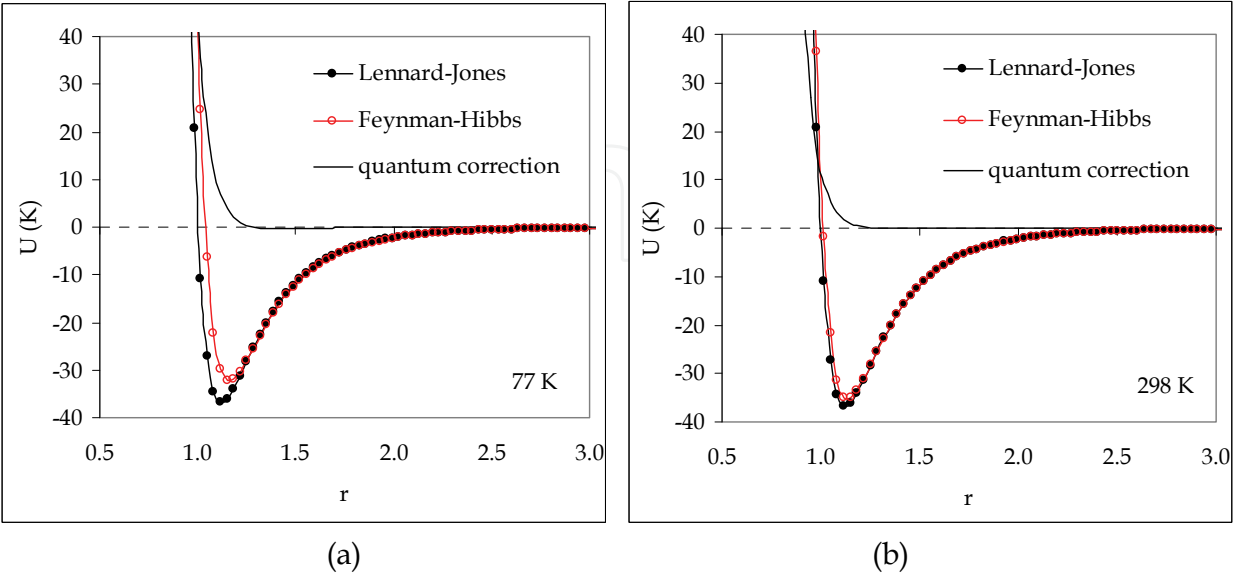 40
30
20
10
0
-10
-20
-30
-40
U (K)
0.5 1.0 1.5 2.0 2.5 3.0
r
Lennard-Jones
Feynman-Hibbs
quantum correction
77 K
(a)
40
30
20
10
0
-10
-20
-30
-40
U (K)
0.5 1.0 1.5 2.0 2.5 3.0
r
Lennard-Jones
Feynman-Hibbs
quantum correction
298 K
(b)